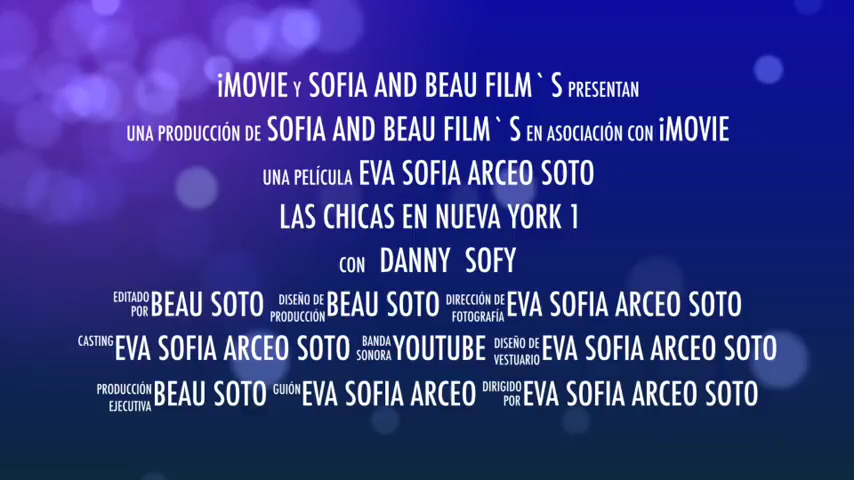 iMOVIE Y SOFIA AND BEAU FILM`S PRESENTAN
UNA PRODUCCIÓN DE SOFIA AND BEAU FILM`S EN ASOCIACIÓN CON iMOVIE
UNA PELÍCULA EVA SOFIA ARCEO SOTO
LAS CHICAS EN NUEVA YORK 1
CON DANNY SOFY
EDITADO POR BEAU SOTO DISEÑO DE PRODUCCIÓN BEAU SOTO DIRECCIÓN DE FOTOGRAFÍA EVA SOFIA ARCEO SOTO
CASTING EVA SOFIA ARCEO SOTO BANDA SONORA YOUTUBE DISEÑO DE VESTUARIO EVA SOFIA ARCEO SOTO
PRODUCCIÓN EJECUTIVA BEAU SOTO GUIÓN EVA SOFIA ARCEO DIRIGIDO POR EVA SOFIA ARCEO SOTO